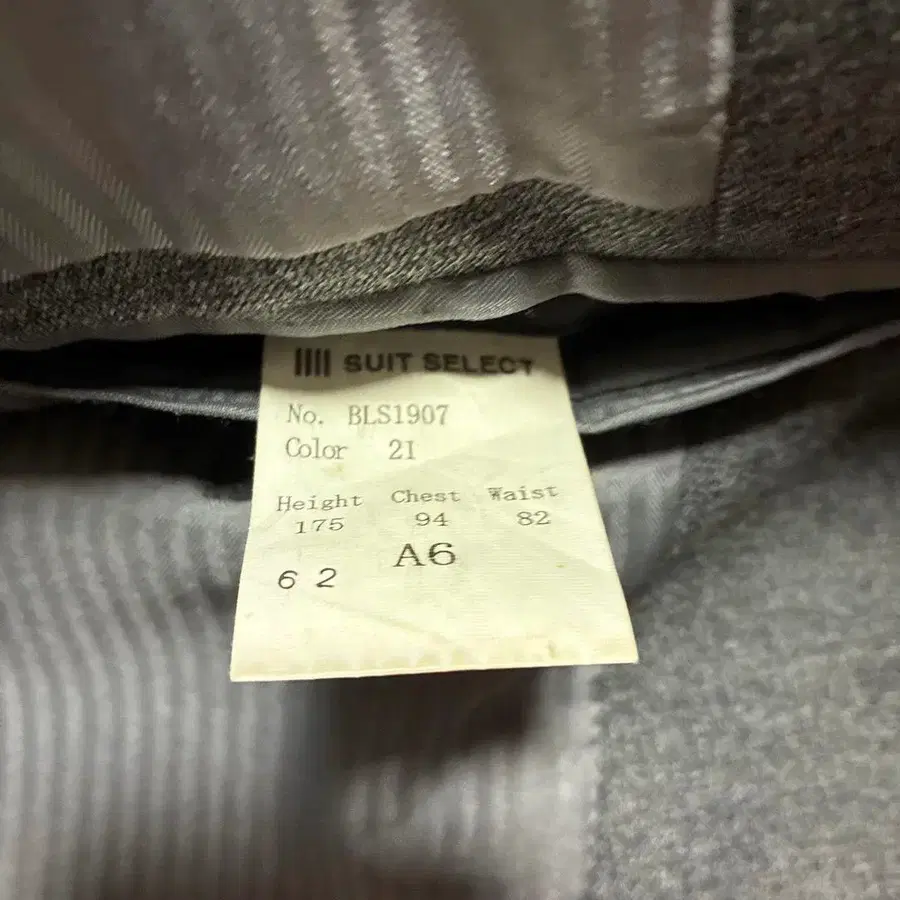 SUIT SELECT
No. BLS1907
Color 21
Height Chest Waist
175 94 82
A6
62